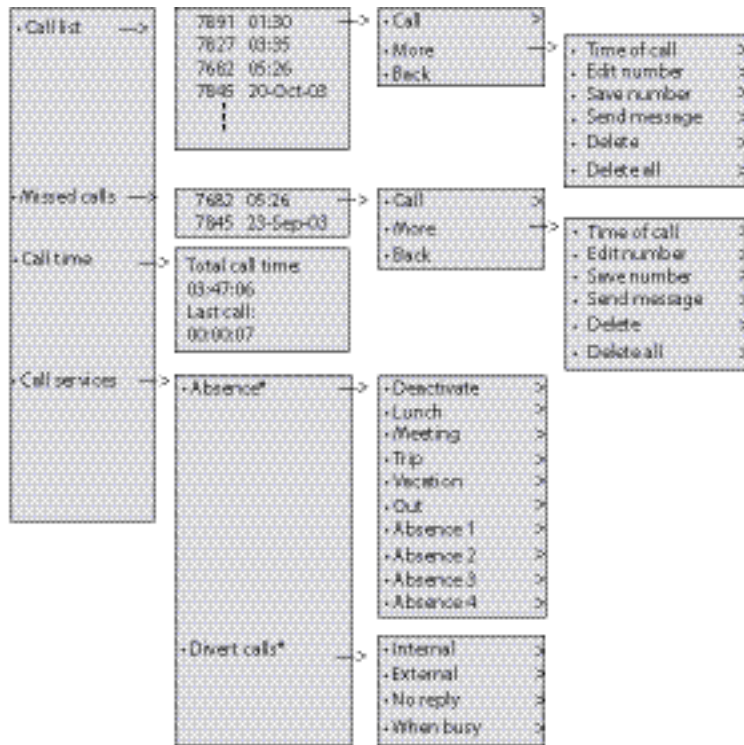 • Call list
7891 01:30
7827 03:35
7682 05:26
7845 20-Oct-03
• Call >
• More
• Back
• Time of call >
• Edit number >
• Save number >
• Send message >
• Delete >
• Delete all >
• Missed calls
7682 05:26
7845 23-Sep-03
• Call >
• More
• Back
• Time of call >
• Edit number >
• Save number >
• Send message >
• Delete >
• Delete all >
• Call time
Total call time:
03:47:06
Last call:
00:00:07
• Call services
• Absence*
• Deactivate >
• Lunch >
• Meeting >
• Trip >
• Vacation >
• Out >
• Absence 1 >
• Absence 2 >
• Absence 3 >
• Absence 4 >
• Divert calls*
• Internal >
• External >
• No reply >
• When busy >